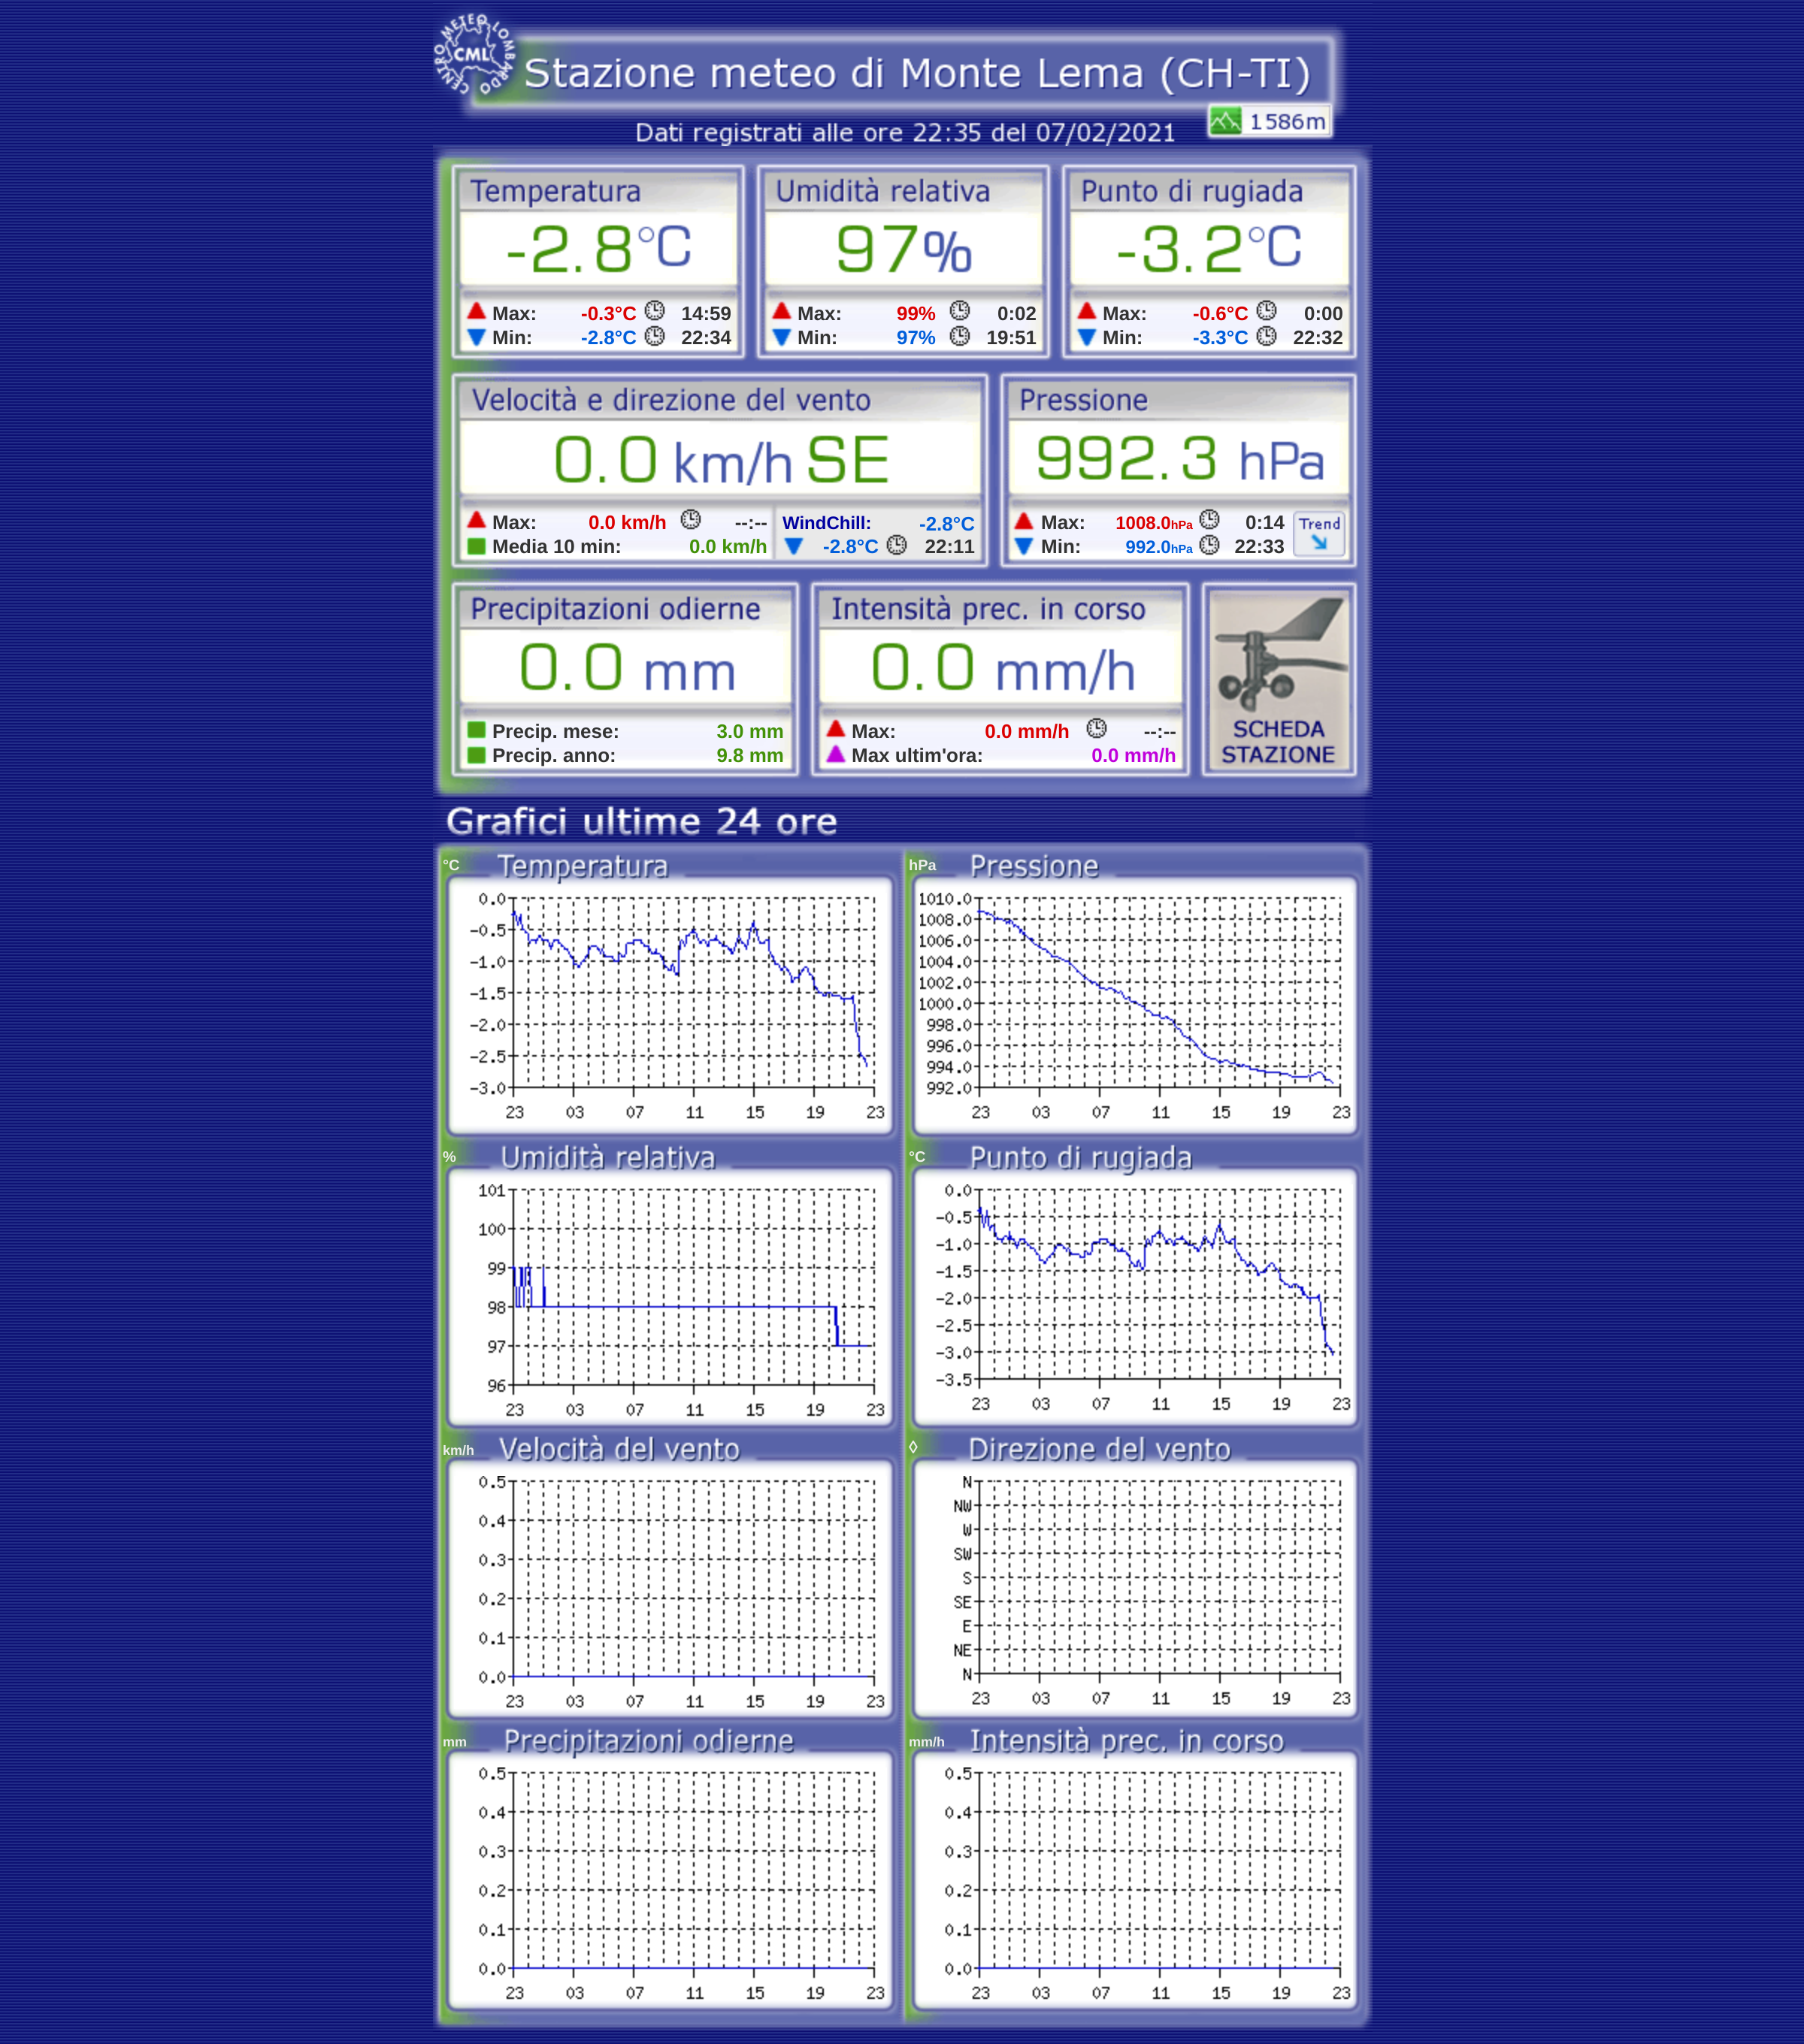 CENTRO METEO LOMBARDO
CML
Stazione meteo di Monte Lema (CH-TI)
1586m
Dati registrati alle ore 22:35 del 07/02/2021
Temperatura Umidità relativa Punto di rugiada
-2.8°C 97% -3.2°C
Max: -0.3°C 14:59 Max: 99% 0:02 Max: -0.6°C 0:00
Min: -2.8°C 22:34 Min: 97% 19:51 Min: -3.3°C 22:32
Velocità e direzione del vento Pressione
0.0 km/h SE 992.3 hPa
Max: 0.0 km/h --:-- WindChill: -2.8°C Max: 1008.0hPa 0:14 Trend
Media 10 min: 0.0 km/h -2.8°C 22:11 Min: 992.0hPa 22:33
Precipitazioni odierne Intensità prec. in corso
0.0 mm 0.0 mm/h
Precip. mese: 3.0 mm Max: 0.0 mm/h --:-- SCHEDA
Precip. anno: 9.8 mm Max ultim'ora: 0.0 mm/h STAZIONE
Grafici ultime 24 ore
°C Temperatura
0.0
-0.5
-1.0
-1.5
-2.0
-2.5
-3.0
23 03 07 11 15 19 23
hPa Pressione
1010.0
1008.0
1006.0
1004.0
1002.0
1000.0
998.0
996.0
994.0
992.0
23 03 07 11 15 19 23
% Umidità relativa
101
100
99
98
97
96
23 03 07 11 15 19 23
°C Punto di rugiada
0.0
-0.5
-1.0
-1.5
-2.0
-2.5
-3.0
-3.5
23 03 07 11 15 19 23
km/h Velocità del vento
0.5
0.4
0.3
0.2
0.1
0.0
23 03 07 11 15 19 23
◊ Direzione del vento
N
NW
W
SW
S
SE
E
NE
N
23 03 07 11 15 19 23
mm Precipitazioni odierne
0.5
0.4
0.3
0.2
0.1
0.0
23 03 07 11 15 19 23
mm/h Intensità prec. in corso
0.5
0.4
0.3
0.2
0.1
0.0
23 03 07 11 15 19 23